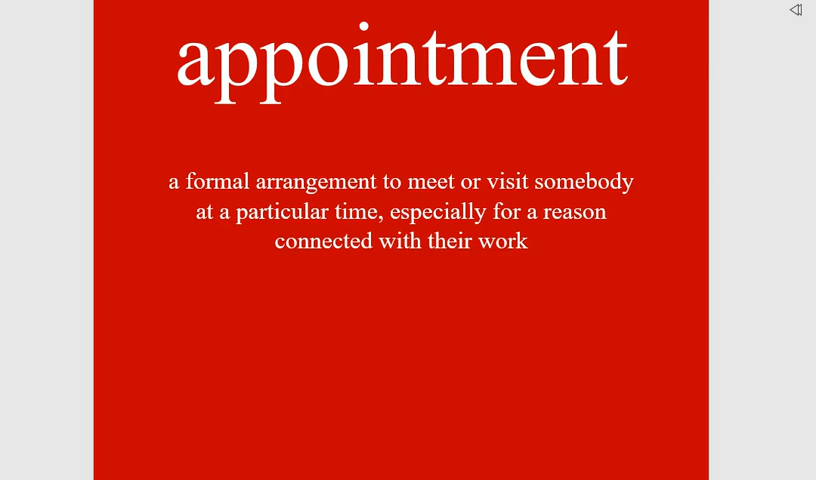 appointment
a formal arrangement to meet or visit somebody
at a particular time, especially for a reason
connected with their work